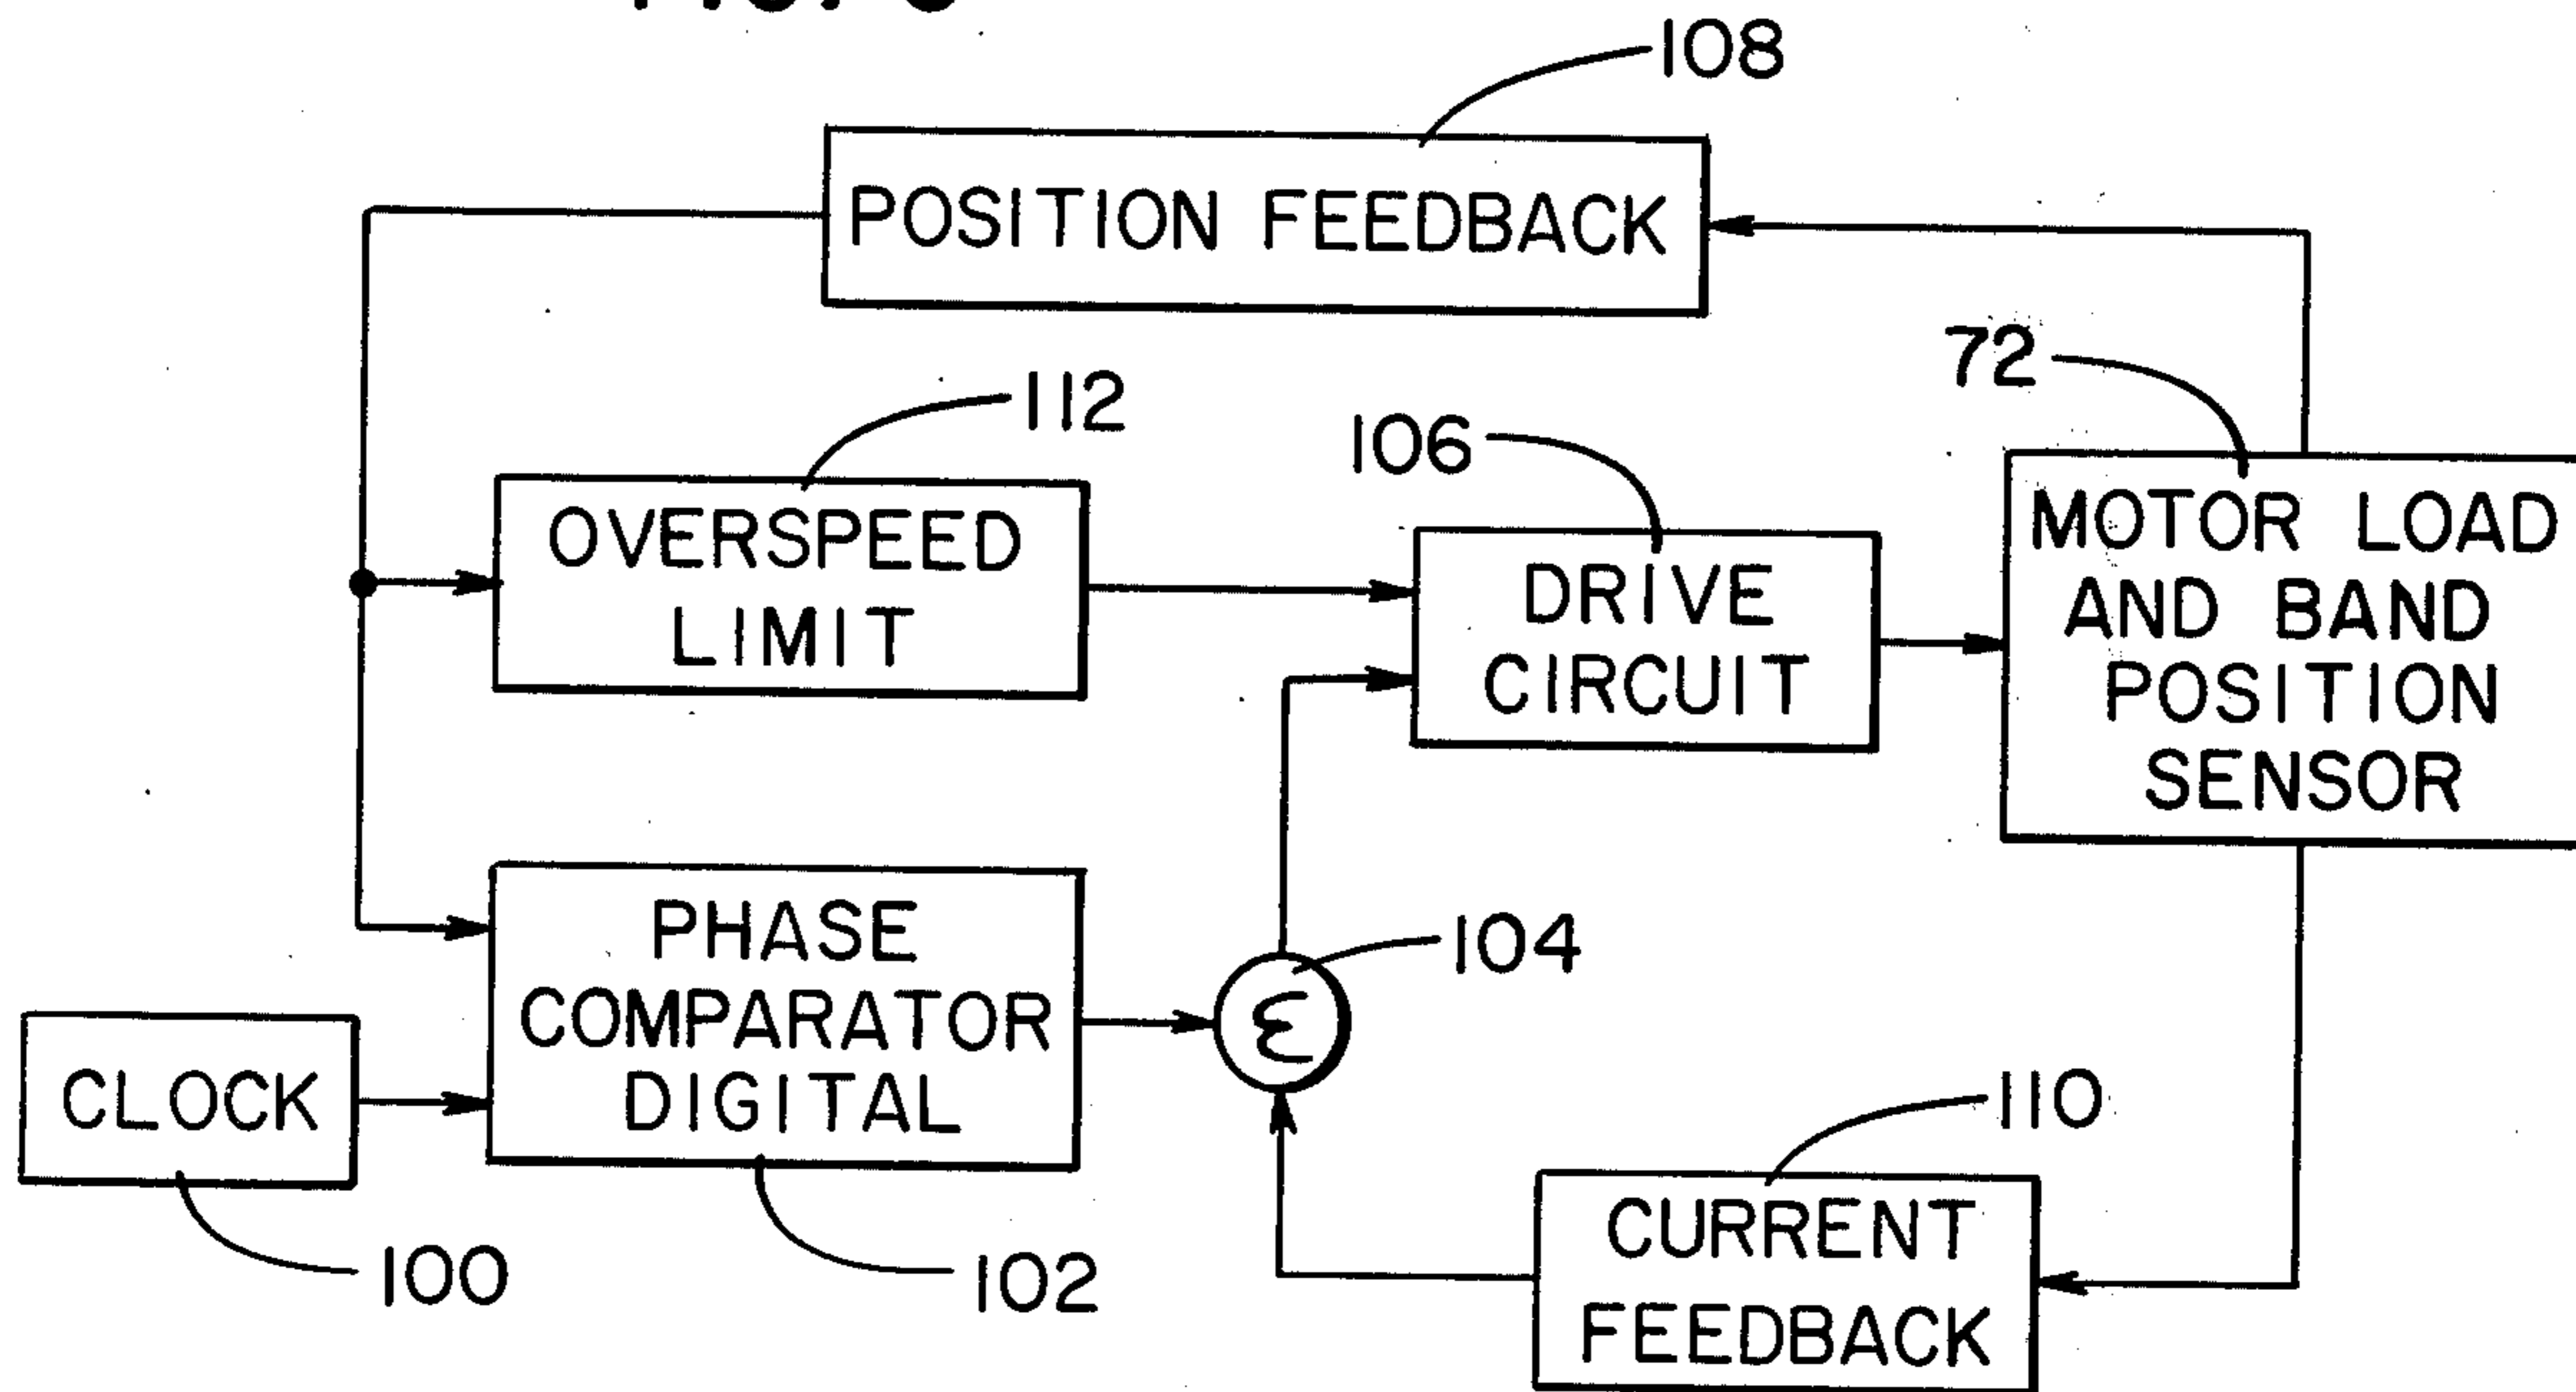 108
POSITION FEEDBACK
72
112
106
OVERSPEED
LIMIT
DRIVE
CIRCUIT
MOTOR LOAD
AND BAND
POSITION
SENSOR
PHASE
COMPARATOR
DIGITAL
104
Ɛ
CLOCK
110
CURRENT
FEEDBACK
100
102